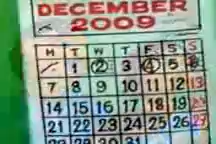 DECEMBER
2009
M T W T F S S
1 2 3 4 5 6
7 8 9 10 11 12 13
14 15 16 17 18 19 20
21 22 23 24 25 26 27
28 29 30 31